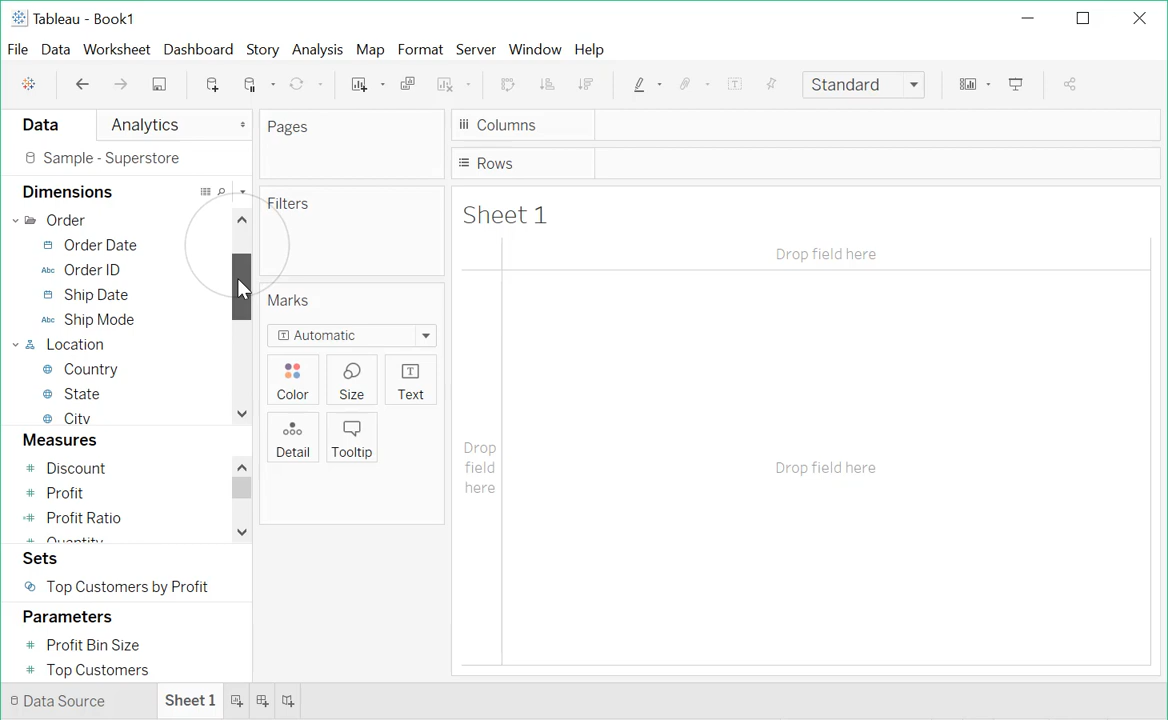 Tableau - Book1
File Data Worksheet Dashboard Story Analysis Map Format Server Window Help
Standard
Data Analytics
Sample - Superstore
Dimensions
Order
Order Date
Abc Order ID
Ship Date
Abc Ship Mode
Location
Country
State
City
Measures
Discount
Profit
Profit Ratio
Quantity
Sets
Top Customers by Profit
Parameters
Profit Bin Size
Top Customers
Pages
Filters
Marks
Automatic
Color Size Text
Detail Tooltip
Columns
Rows
Sheet 1
Drop field here
Drop
field
here
Drop field here
Data Source Sheet 1